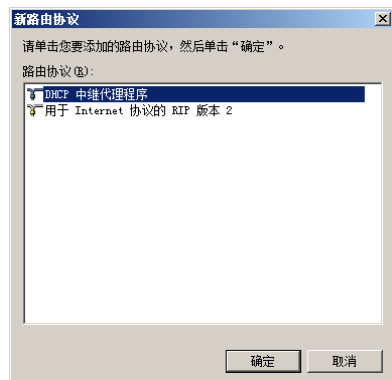 新路由协议
请单击您要添加的路由协议，然后单击“确定”。
路由协议(R):
DHCP 中继代理程序
用于 Internet 协议的 RIP 版本 2
确定
取消